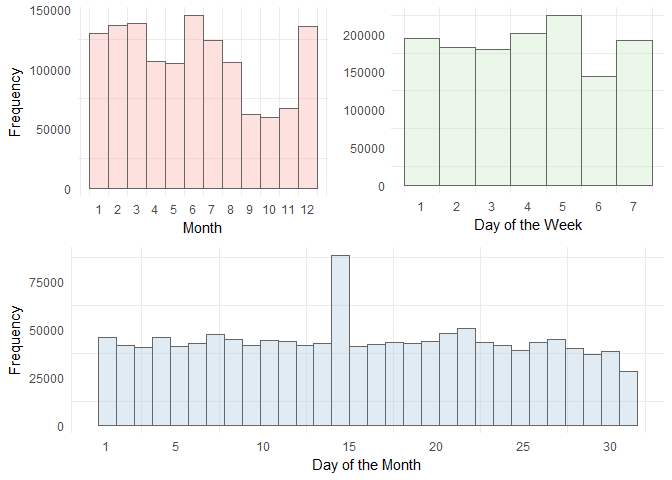 150000
100000
50000
0
Frequency
1 2 3 4 5 6 7 8 9 10 11 12
Month
200000
150000
100000
50000
0
1 2 3 4 5 6 7
Day of the Week
75000
50000
25000
0
Frequency
1 5 10 15 20 25 30
Day of the Month